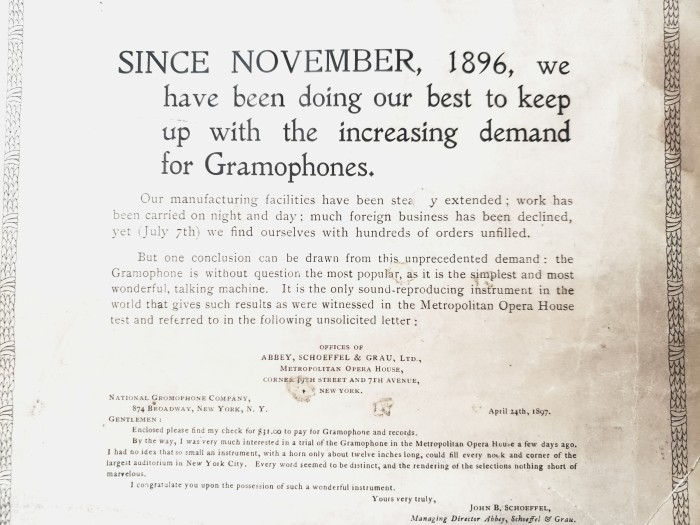 SINCE NOVEMBER, 1896, we
have been doing our best to keep
up with the increasing demand
for Gramophones.
Our manufacturing facilities have been y extended; work has
been carried on night and day; much foreign business has been declined,
yet (July 7th) we find ourselves with hundreds of orders unfilled.
But one conclusion can be drawn from this unprecedented demand: the
Gramophone is without question the most popular, as it is the simplest and most
wonderful, talking machine. It is the only sound-reproducing instrument in the
world that gives such results as were witnessed in the Metropolitan Opera House
test and referred to in the following unsolicited letter:
OFFICES OF
ABBEY, SCHOEFFEL & GRAU, LTD.,
METROPOLITAN OPERA HOUSE,
CORNER 39TH STREET AND 7TH AVENUE,
NEW YORK.
NATIONAL GROMOPHONE COMPANY,
874 BROADWAY, NEW YORK, N. Y.
April 24th, 1897.
GENTLEMEN:
Enclosed please find my check for $31.00 to pay for Gramophone and records.
By the way, I was very much interested in a trial of the Gramophone in the Metropolitan Opera House a few days ago.
I had no idea that so small an instrument, with a horn only about twelve inches long, could fill every nook and corner of the
largest auditorium in New York City. Every word seemed to be distinct, and the rendering of the selections nothing short of
marvelous.
I congratulate you upon the possession of such a wonderful instrument.
Yours very truly,
JOHN B. SCHOEFFEL,
Managing Director Abbey, Schoeffel & Grau.